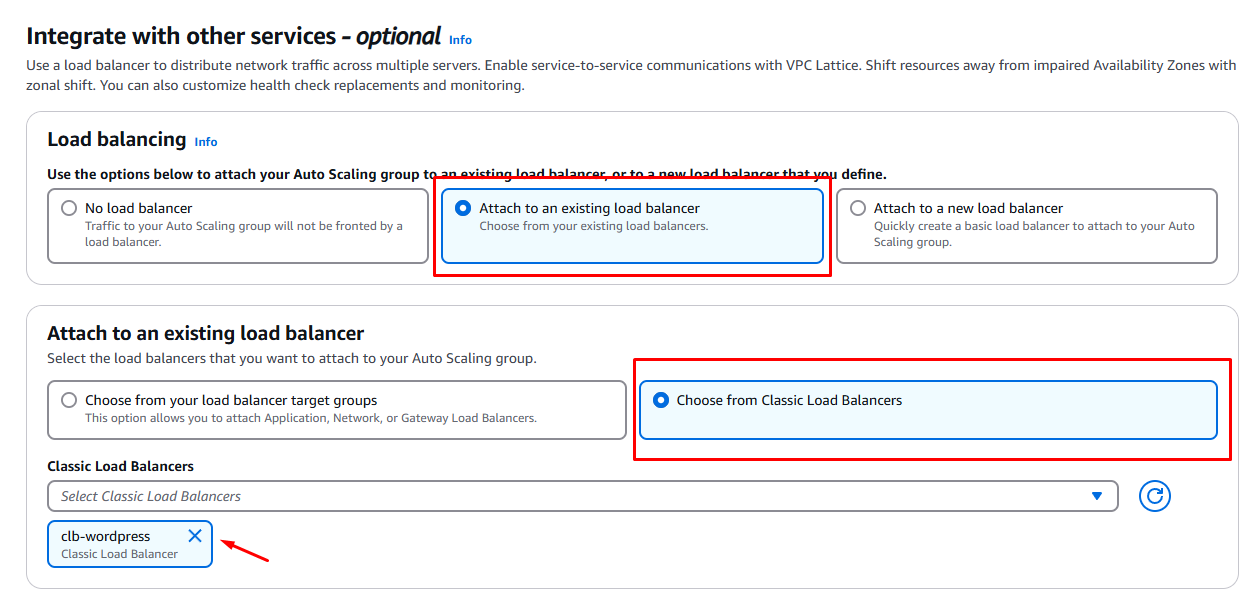 Integrate with other services - optional Info
Use a load balancer to distribute network traffic across multiple servers. Enable service-to-service communications with VPC Lattice. Shift resources away from impaired Availability Zones with
zonal shift. You can also customize health check replacements and monitoring.
Load balancing Info
Use the options below to attach your Auto Scaling group to an existing load balancer, or to a new load balancer that you define.
No load balancer
Traffic to your Auto Scaling group will not be fronted by a
load balancer.
Attach to an existing load balancer
Choose from your existing load balancers.
Attach to a new load balancer
Quickly create a basic load balancer to attach to your Auto
Scaling group.
Attach to an existing load balancer
Select the load balancers that you want to attach to your Auto Scaling group.
Choose from your load balancer target groups
This option allows you to attach Application, Network, or Gateway Load Balancers.
Choose from Classic Load Balancers
Classic Load Balancers
Select Classic Load Balancers
clb-wordpress
Classic Load Balancer